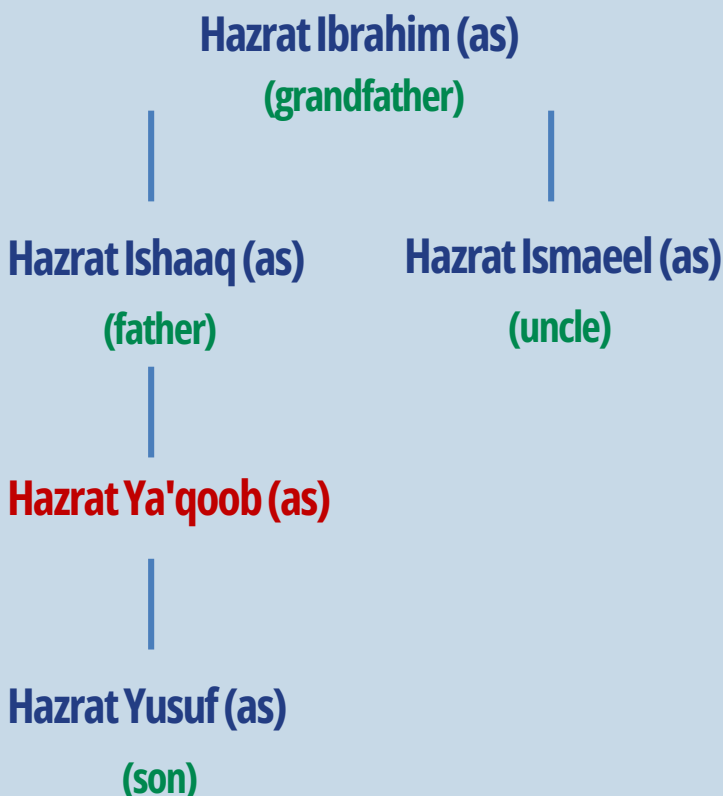 Hazrat Ibrahim (as)
(grandfather)
Hazrat Ishaaq (as)
(father)
Hazrat Ismaeel (as)
(uncle)
Hazrat Ya'qoob (as)
Hazrat Yusuf (as)
(son)